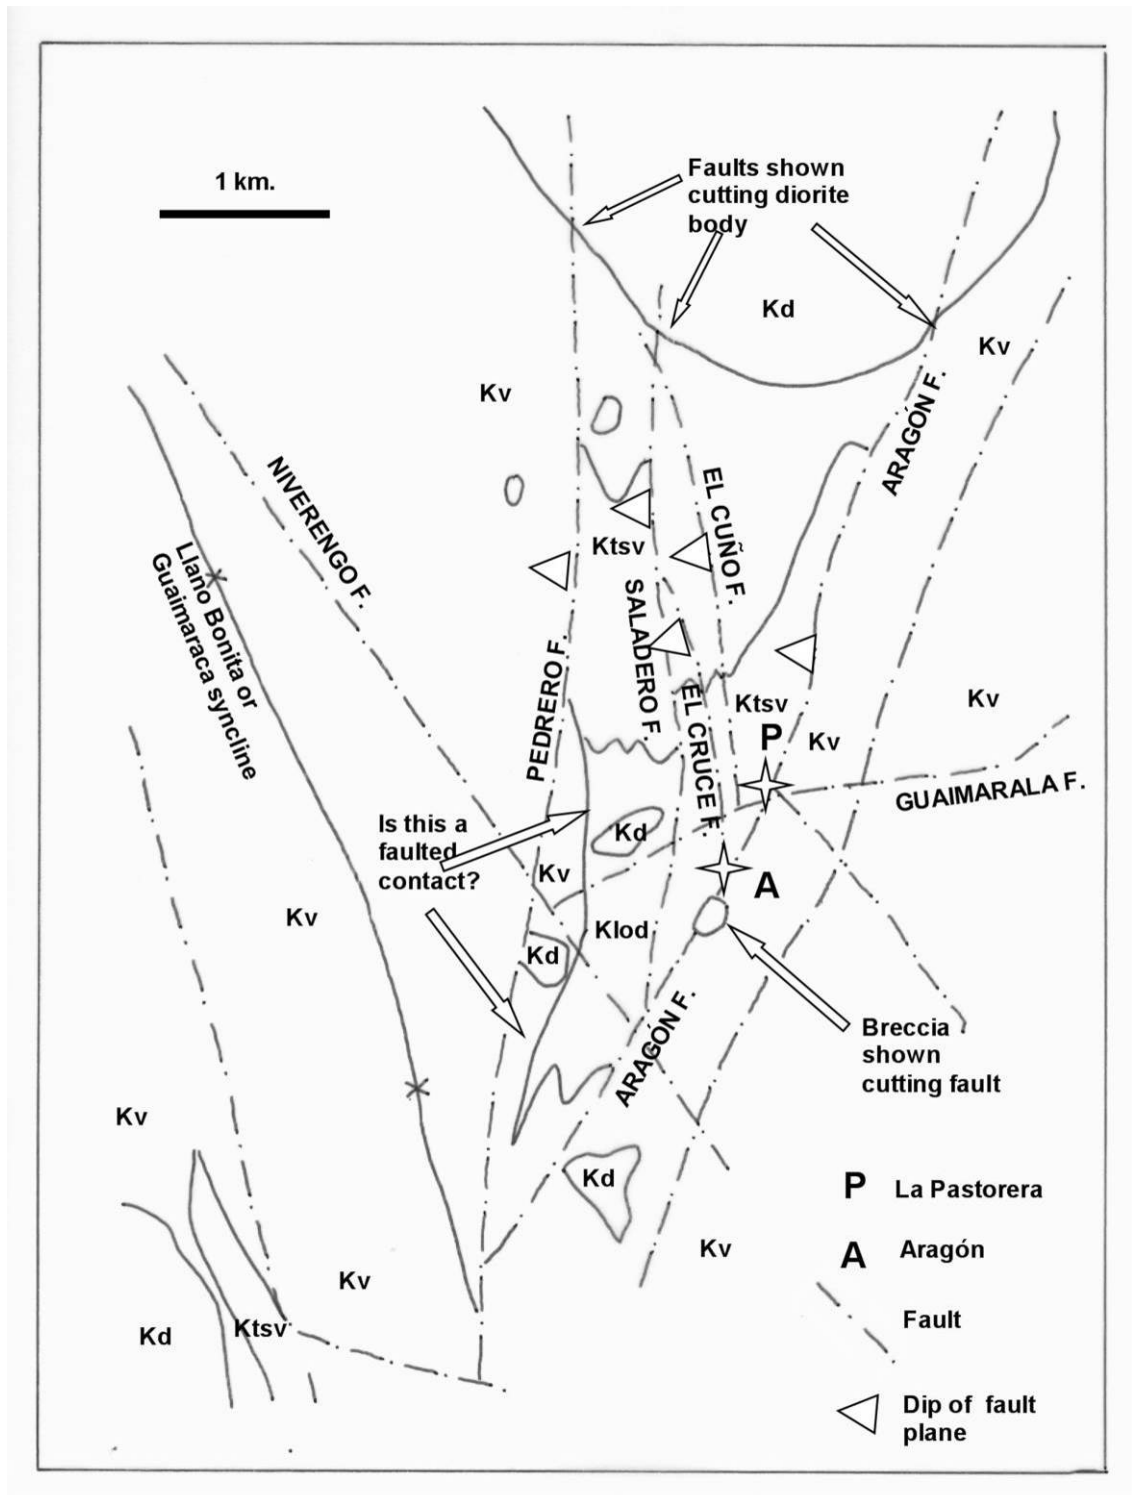 1 km.
Faults shown
cutting diorite
body
Kd
Kv
Kv
ARAGÓN F.
NIVERENGO F.
EL CUÑO F.
Ktsv
Llano Bonita or
Guaimaraca syncline
SALADERO F.
PEDRERO F.
EL CRUCE F.
Ktsv
Kv
P
Kv
GUAIMARALA F.
Is this a
faulted
contact?
Kd
Kv
A
Kv
Klod
Kd
ARAGÓN F.
Breccia
shown
cutting fault
Kv
Kd
P La Pastorera
Kv
A Aragón
Kv
Fault
Kd
Ktsv
Dip of fault
plane